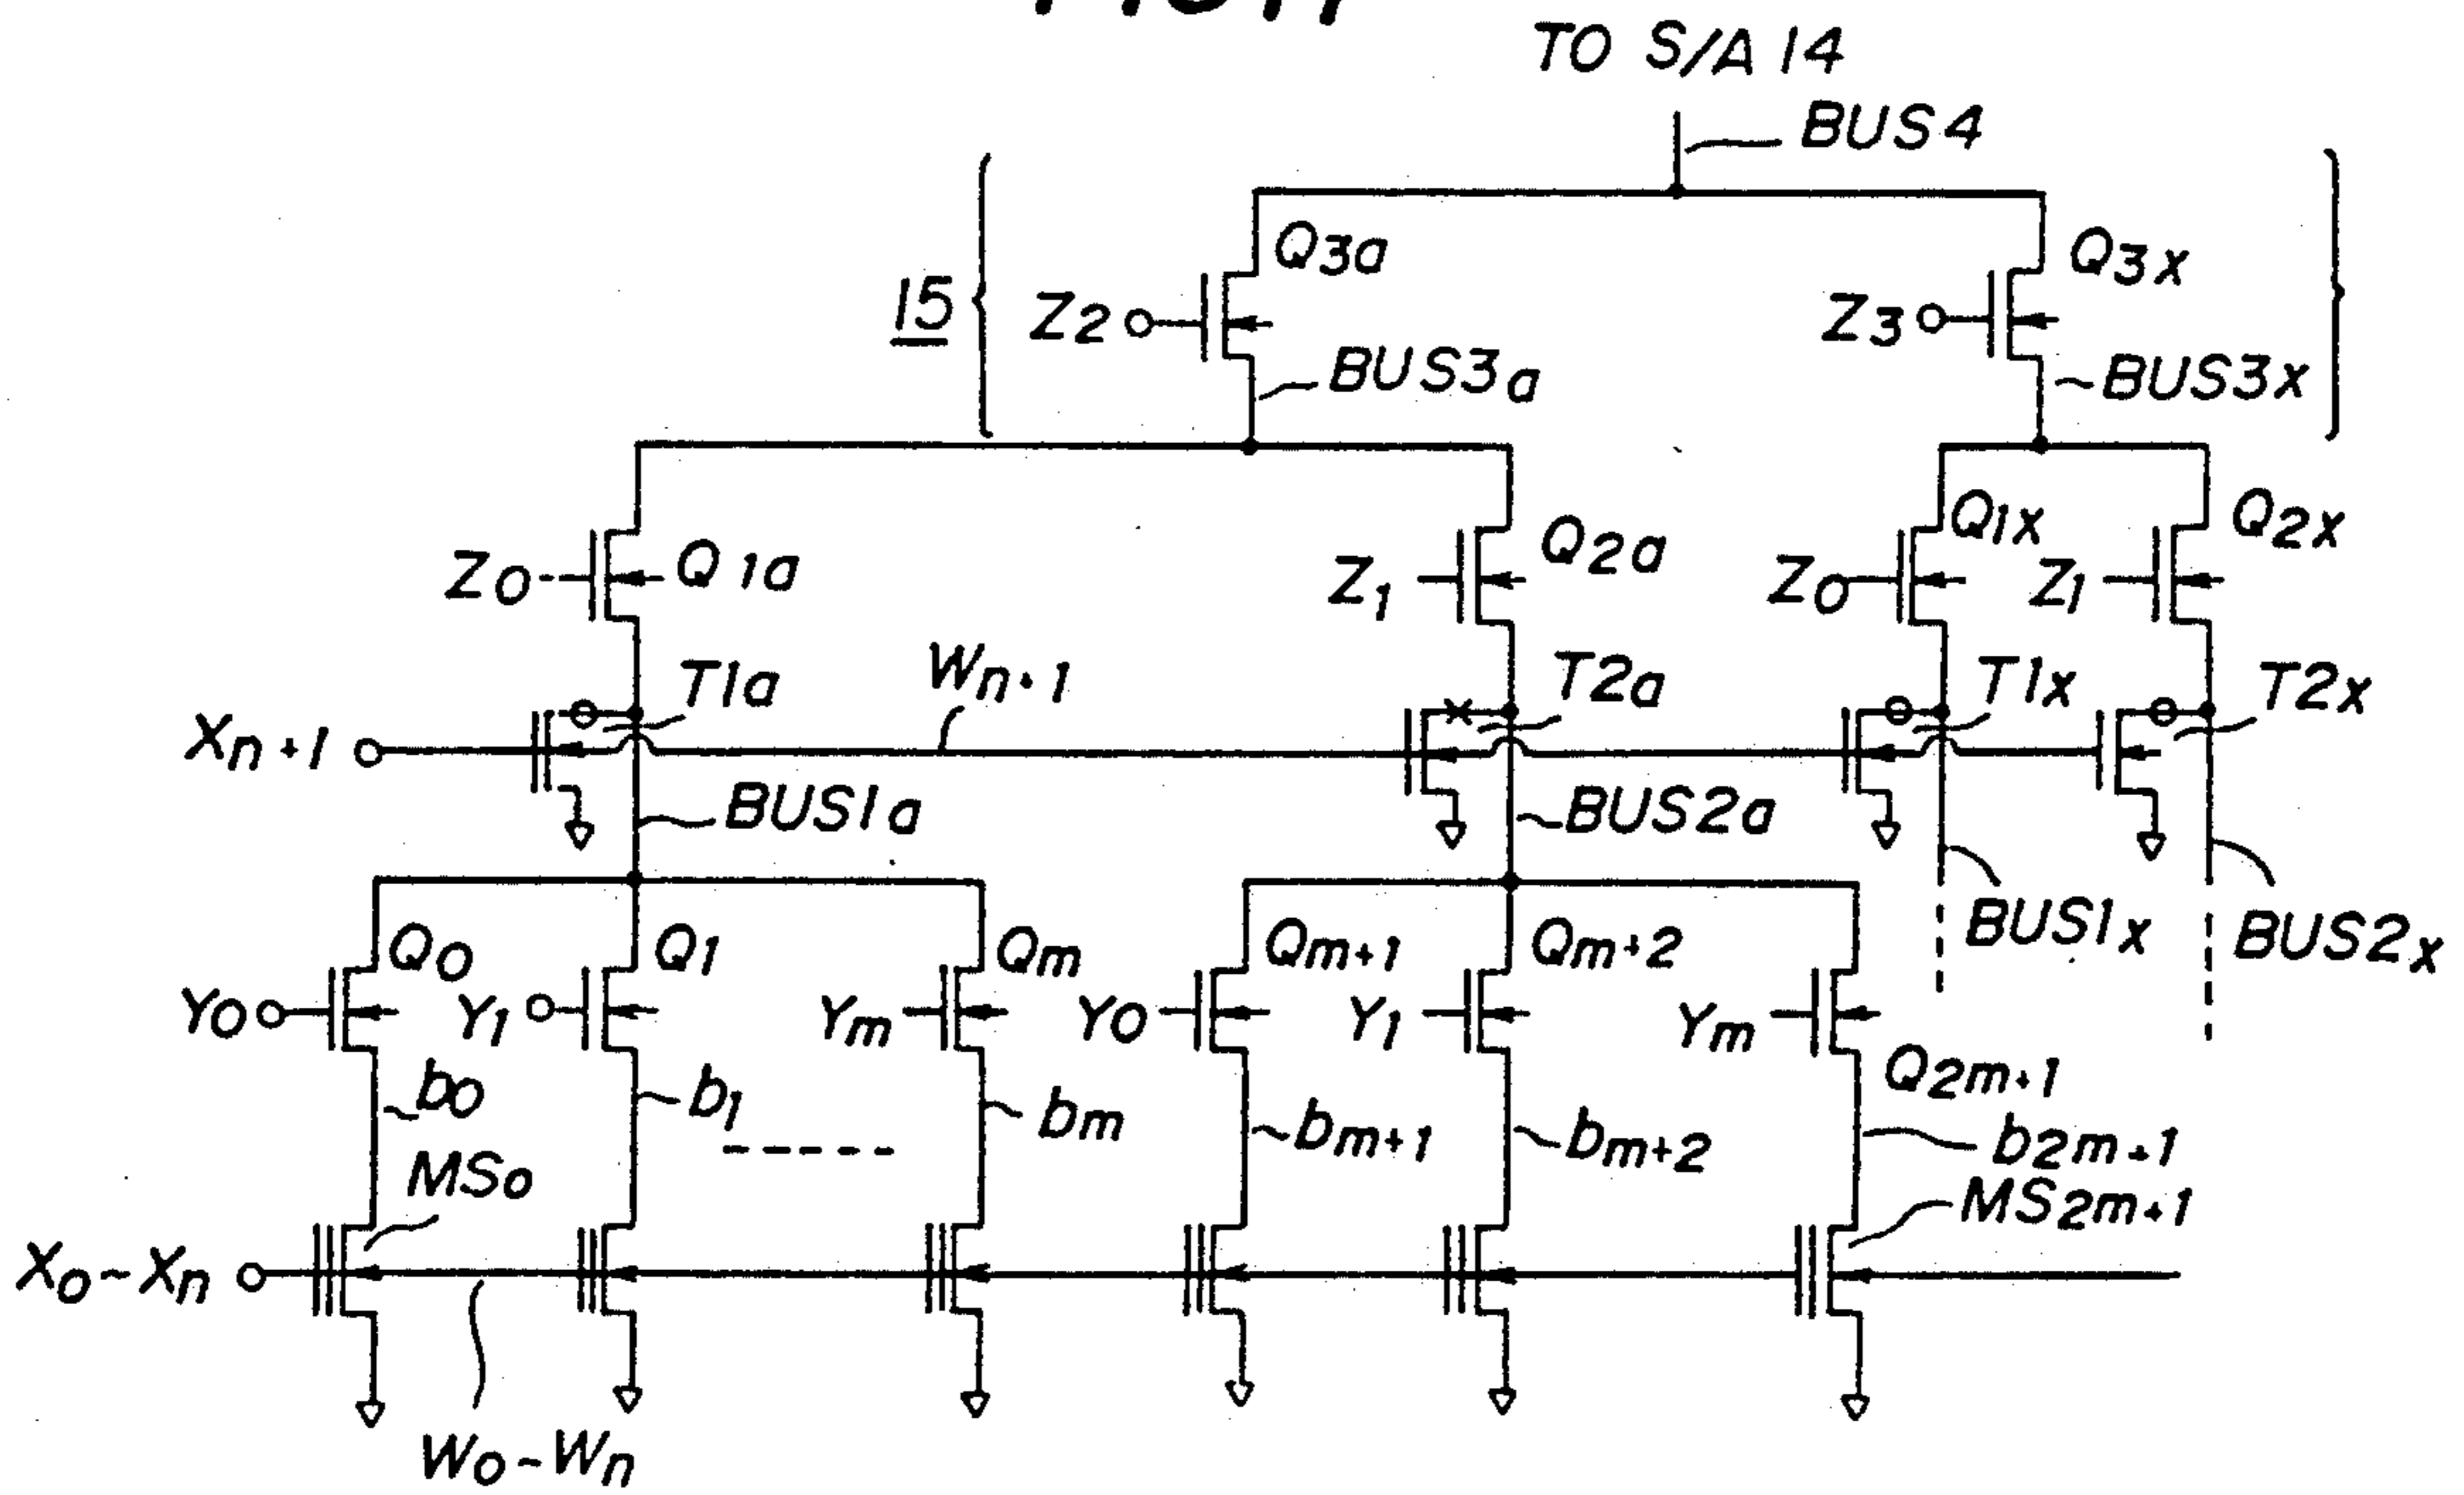 TO S/A 14
BUS4
Q3a
Q3x
15
Z2
Z3
BUS3a
BUS3x
Z0
Q1a
Z1
Q2a
Z0
Q1x
Z1
Q2x
T1a
Wn+1
T2a
T1x
T2x
Xn+1
BUS1a
BUS2a
BUS1x
BUS2x
Q0
Q1
Qm
Qm+1
Qm+2
Y0
Y1
Ym
Y0
Y1
Ym
Q2m+1
b0
b1
bm
bm+1
bm+2
b2m+1
MS0
MS2m+1
X0~Xn
W0~Wn